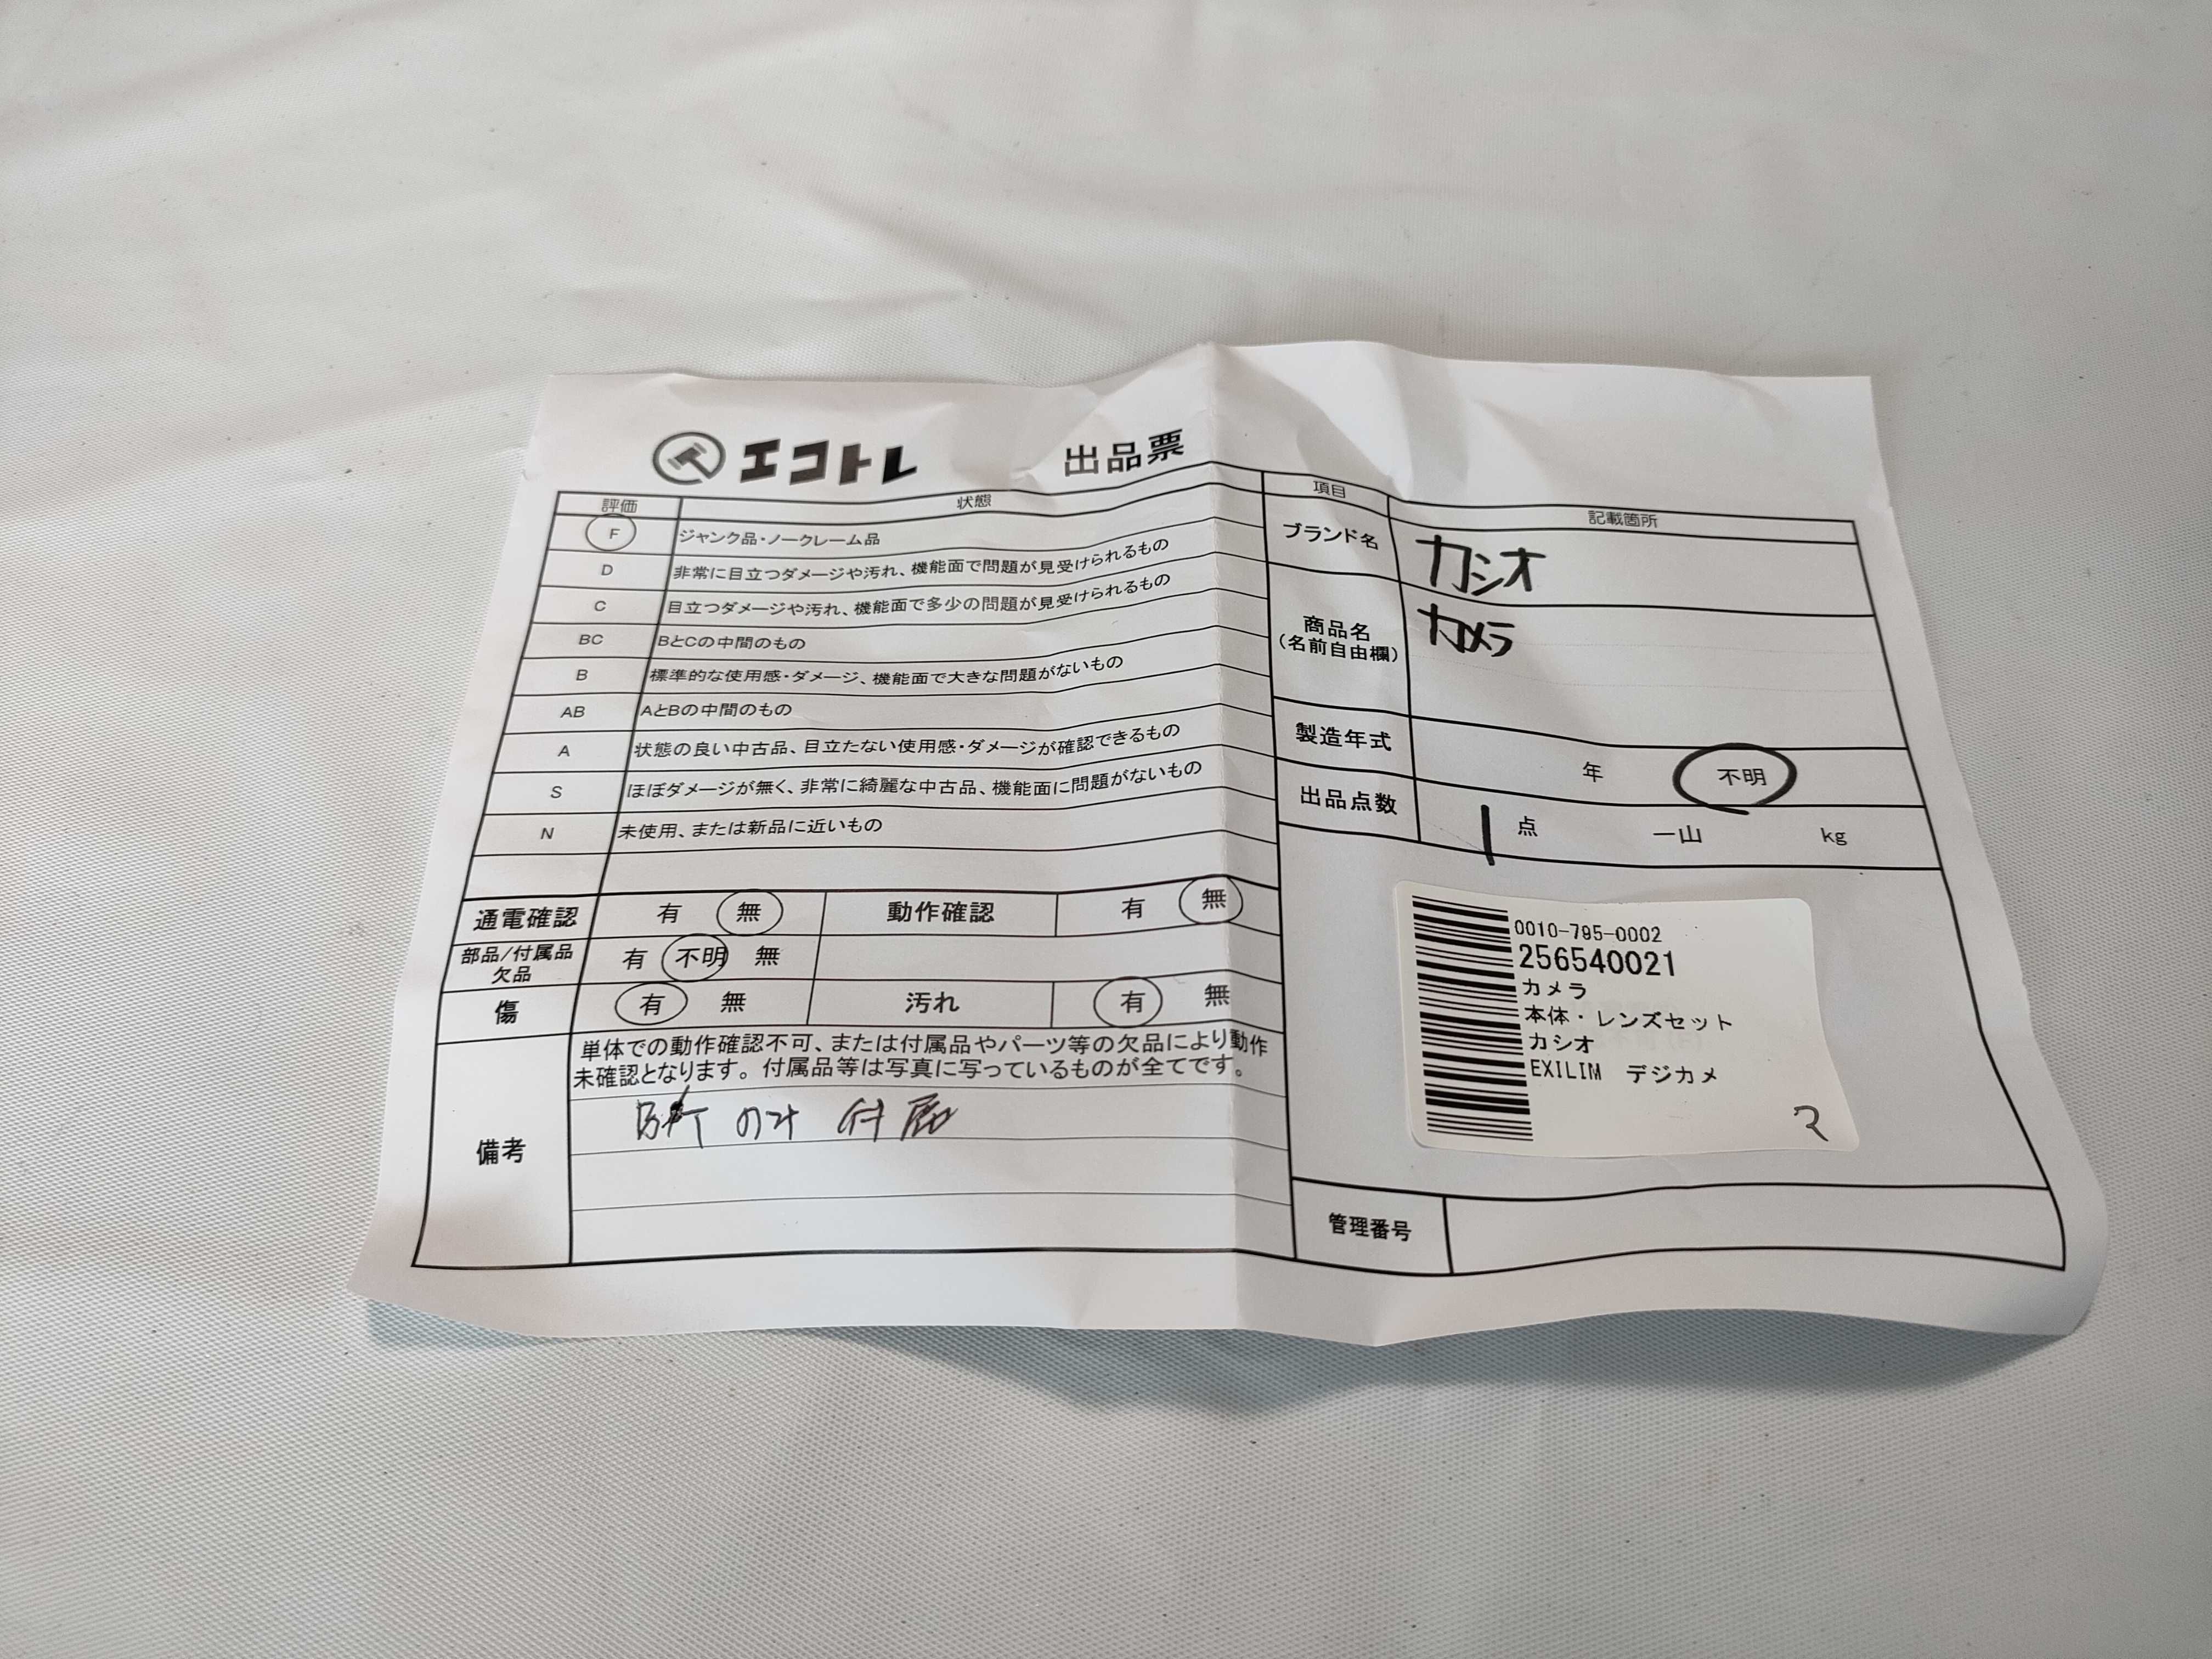 エコトレ 出品票
評価 状態
F ジャンク品・ノークレーム品
D 非常に目立つダメージや汚れ、機能面で問題が見受けられるもの
C 目立つダメージや汚れ、機能面で多少の問題が見受けられるもの
BC BとCの中間のもの
B 標準的な使用感・ダメージ、機能面で大きな問題がないもの
AB AとBの中間のもの
A 状態の良い中古品、目立たない使用感・ダメージが確認できるもの
S ほぼダメージが無く、非常に綺麗な中古品、機能面に問題がないもの
N 未使用、または新品に近いもの
通電確認 有 無 動作確認 有 無
部品/付属品
欠品 有 不明 無
傷 有 無 汚れ 有 無
備考
単体での動作確認不可、または付属品やパーツ等の欠品により動作
未確認となります。付属品等は写真に写っているものが全てです。
のみ 付属
項目 記載箇所
ブランド名 カシオ
商品名
(名前自由欄) カメラ
製造年式 年 不明
出品点数 1 点 一山 kg
0010-795-0002
256540021
カメラ
本体・レンズセット
カシオ
EXILIM デジカメ
管理番号